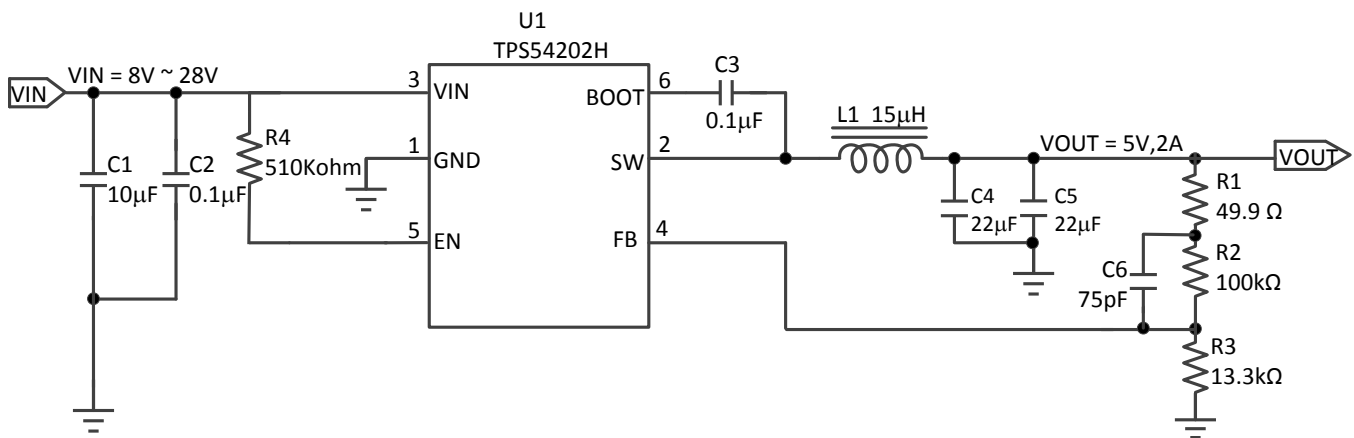 U1
TPS54202H
VIN
VIN = 8V ~ 28V
C1
10μF
C2
0.1μF
R4
510Kohm
3
VIN
1
GND
5
EN
BOOT
6
SW
2
FB
4
C3
0.1μF
L1 15μH
VOUT = 5V,2A
VOUT
C4
22μF
C5
22μF
R1
49.9 Ω
C6
75pF
R2
100kΩ
R3
13.3kΩ